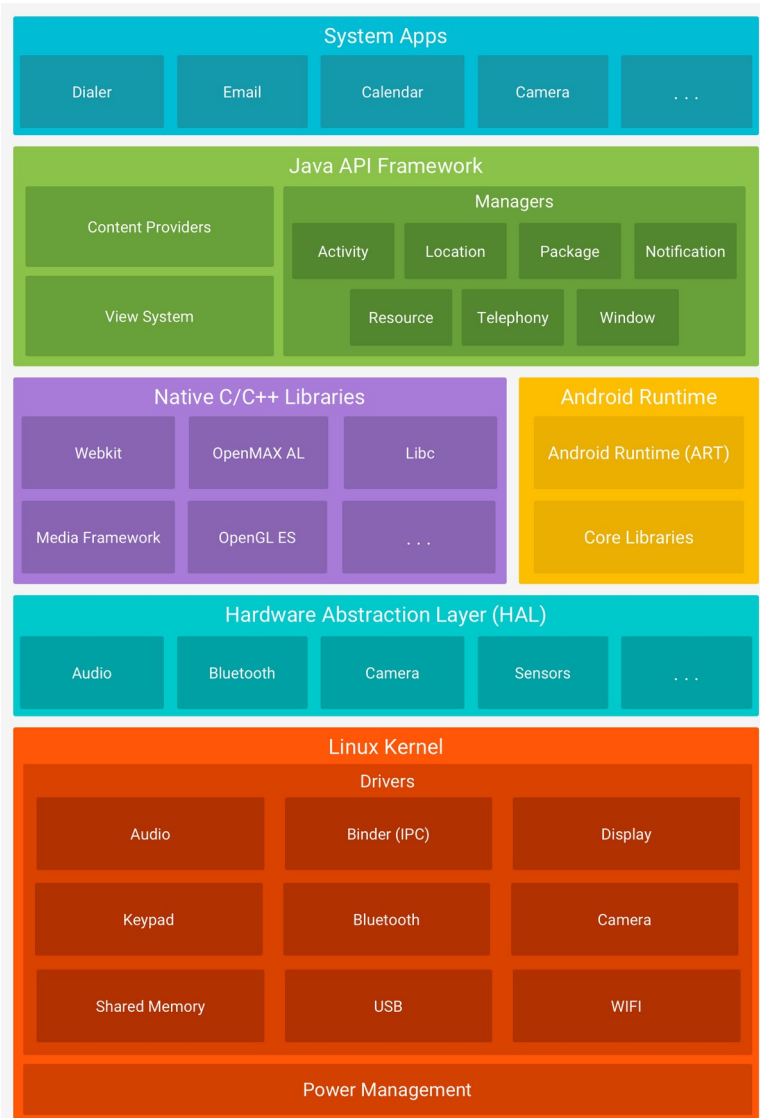 System Apps
Dialer
Email
Calendar
Camera
. . .
Java API Framework
Content Providers
View System
Managers
Activity
Location
Package
Notification
Resource
Telephony
Window
Native C/C++ Libraries
Webkit
OpenMAX AL
Libc
Media Framework
OpenGL ES
. . .
Android Runtime
Android Runtime (ART)
Core Libraries
Hardware Abstraction Layer (HAL)
Audio
Bluetooth
Camera
Sensors
. . .
Linux Kernel
Drivers
Audio
Binder (IPC)
Display
Keypad
Bluetooth
Camera
Shared Memory
USB
WIFI
Power Management